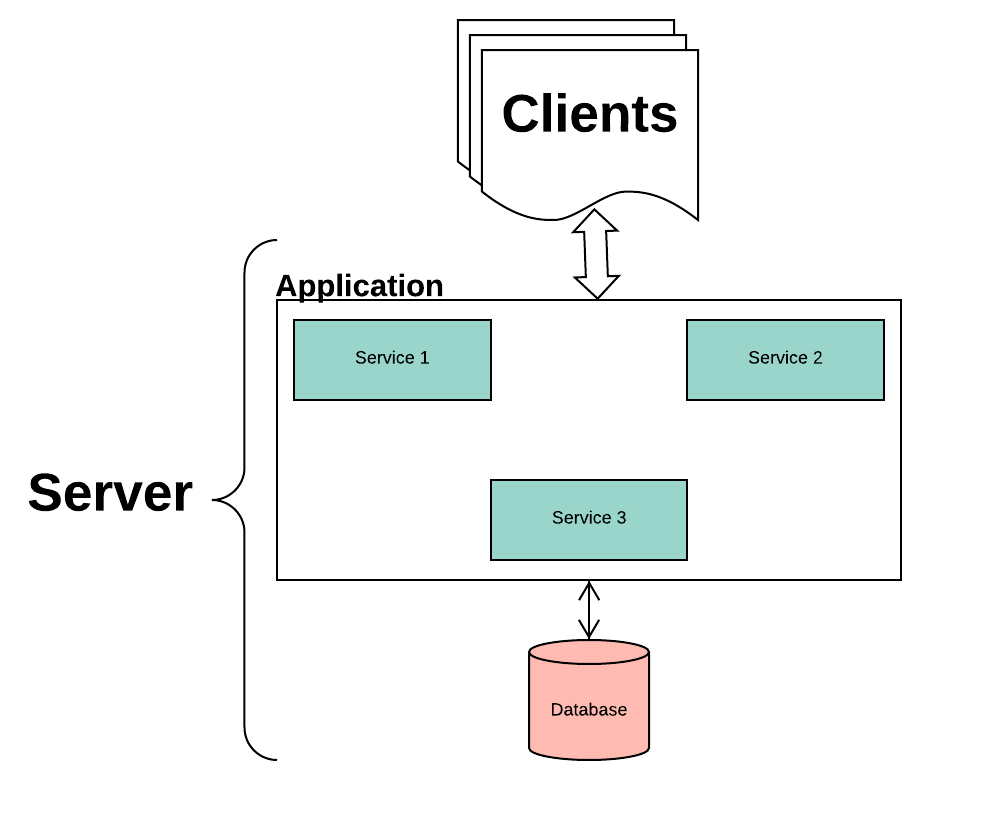 Clients
Application
Service 1
Service 2
Server
Service 3
Database